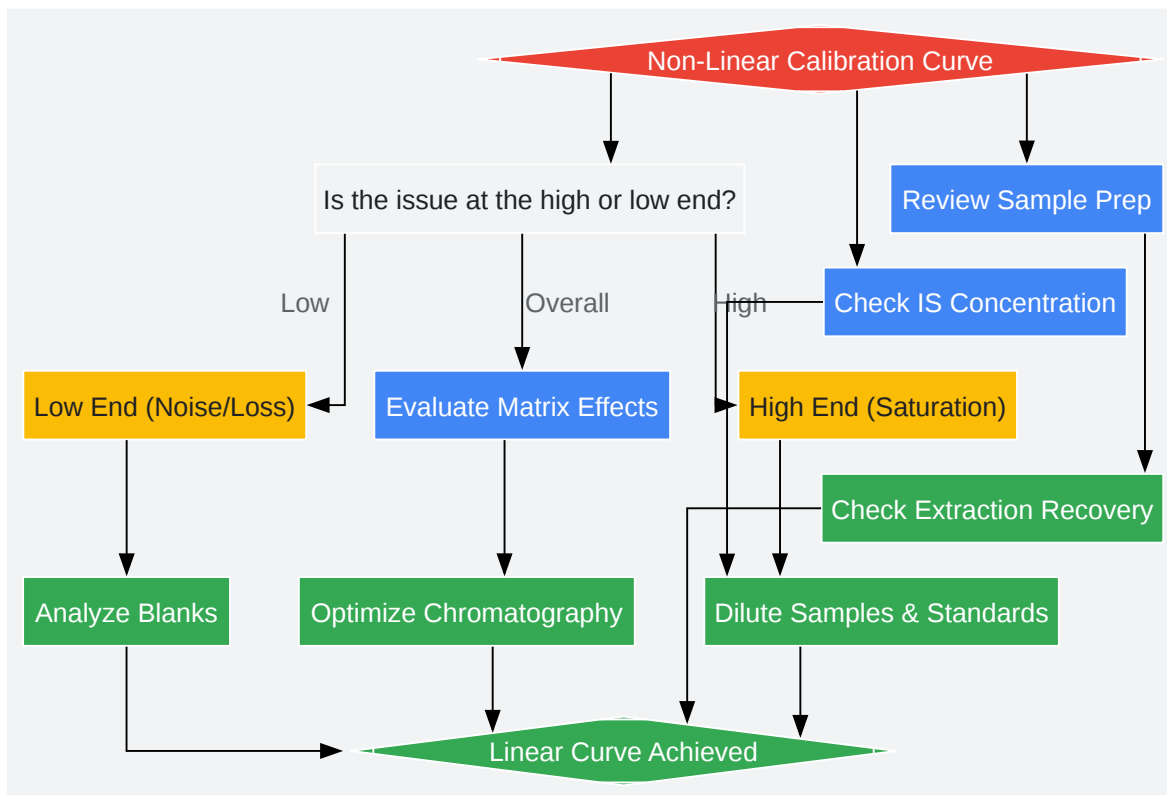 Non-Linear Calibration Curve
Is the issue at the high or low end?
Review Sample Prep
Low
Overall
High
Check IS Concentration
Low End (Noise/Loss)
Evaluate Matrix Effects
High End (Saturation)
Check Extraction Recovery
Analyze Blanks
Optimize Chromatography
Dilute Samples & Standards
Linear Curve Achieved